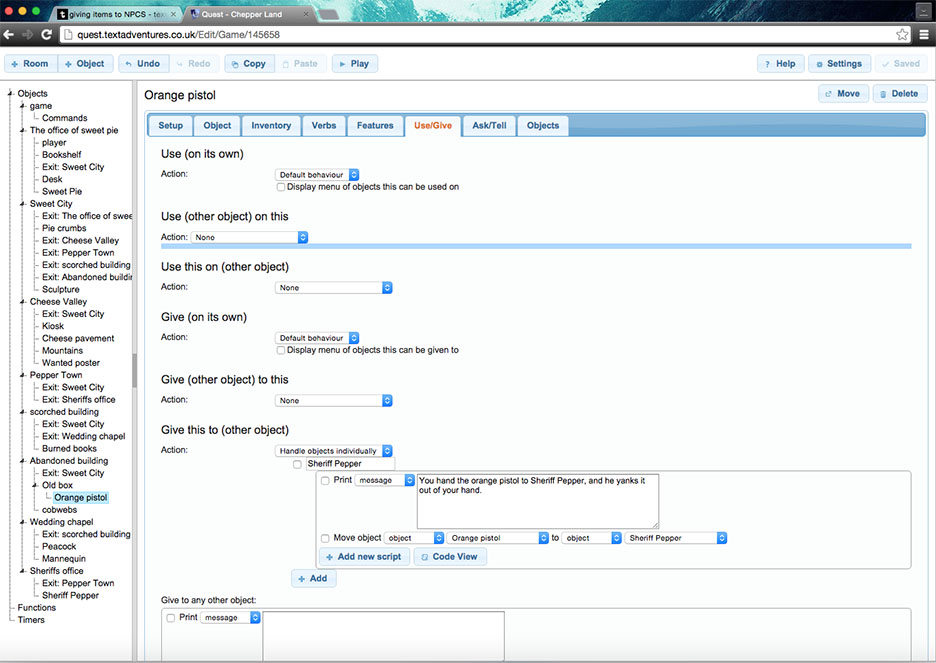 giving items to NPCS - tex
Quest - Chepper Land
quest.textadventures.co.uk/Edit/Game/145658
Room Object Undo Redo Copy Paste Play Help Settings Saved
Objects
game
Commands
The office of sweet pie
player
Bookshelf
Exit: Sweet City
Desk
Sweet Pie
Sweet City
Exit: The office of swee
Pie crumbs
Exit: Cheese Valley
Exit: Pepper Town
Exit: scorched building
Exit: Abandoned buildin
Sculpture
Cheese Valley
Exit: Sweet City
Kiosk
Cheese pavement
Mountains
Wanted poster
Pepper Town
Exit: Sweet City
Exit: Sheriffs office
scorched building
Exit: Sweet City
Exit: Wedding chapel
Burned books
Abandoned building
Exit: Sweet City
Old box
Orange pistol
cobwebs
Wedding chapel
Exit: scorched building
Peacock
Mannequin
Sheriffs office
Exit: Pepper Town
Sheriff Pepper
Functions
Timers
Orange pistol
Move Delete
Setup Object Inventory Verbs Features Use/Give Ask/Tell Objects
Use (on its own)
Action: Default behaviour
Display menu of objects this can be used on
Use (other object) on this
Action: None
Use this on (other object)
Action: None
Give (on its own)
Action: Default behaviour
Display menu of objects this can be given to
Give (other object) to this
Action: None
Give this to (other object)
Action: Handle objects individually
Sheriff Pepper
Print message You hand the orange pistol to Sheriff Pepper, and he yanks it
out of your hand.
Move object object Orange pistol to object Sheriff Pepper
Add new script Code View
Add
Give to any other object:
Print message